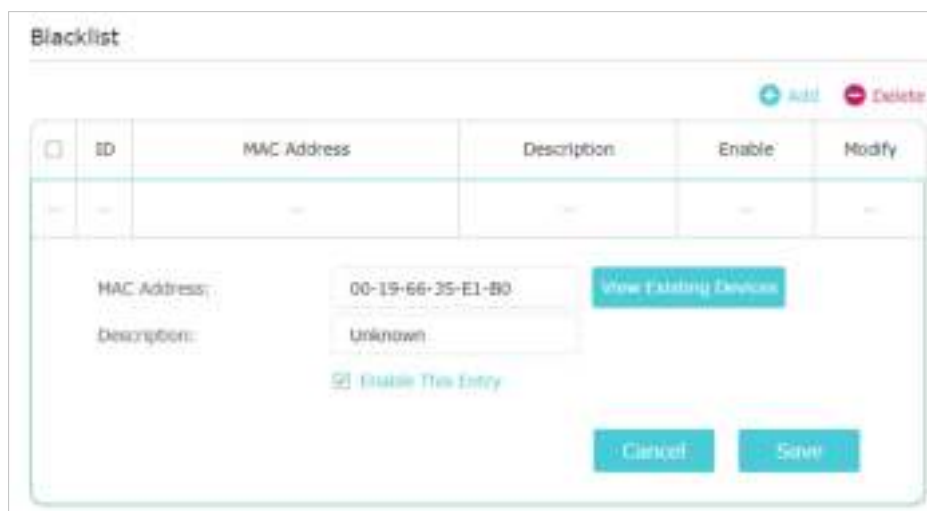 Blacklist
Add Delete
ID MAC Address Description Enable Modify
-- -- -- -- -- --
MAC Address: 00-19-66-35-E1-B0 View Existing Devices
Description: Unknown
Enable This Entry
Cancel Save